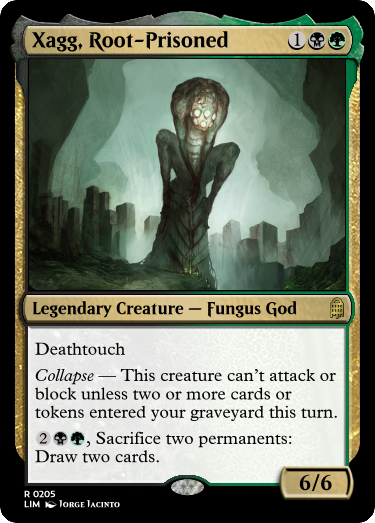 Xagg, Root-Prisoned 1
Legendary Creature — Fungus God
Deathtouch
Collapse — This creature can't attack or
block unless two or more cards or
tokens entered your graveyard this turn.
2, Sacrifice two permanents:
Draw two cards.
6/6
R 0205
LIM Jorge Jacinto